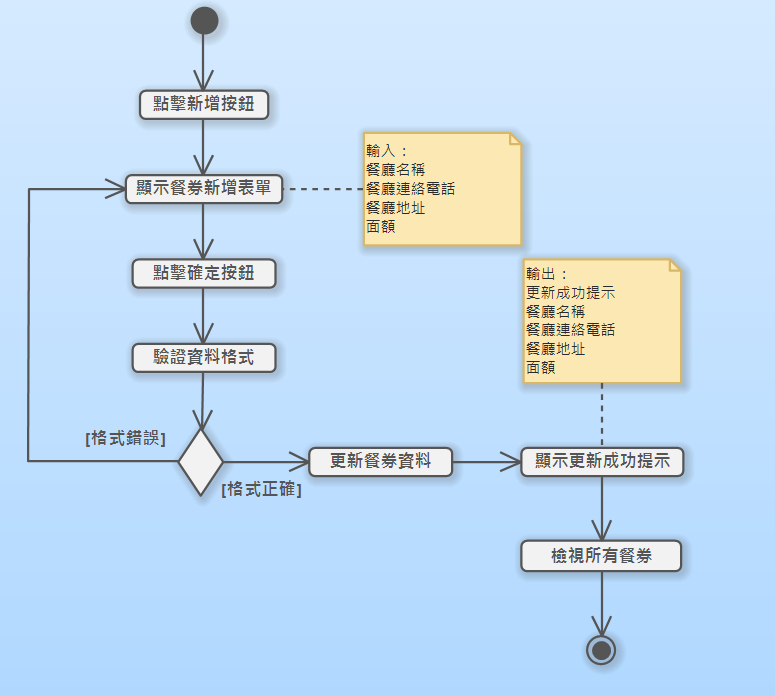 點擊新增按鈕
顯示餐券新增表單
輸入：
餐廳名稱
餐廳連絡電話
餐廳地址
面額
點擊確定按鈕
驗證資料格式
輸出：
更新成功提示
餐廳名稱
餐廳連絡電話
餐廳地址
面額
[格式錯誤]
[格式正確]
更新餐券資料
顯示更新成功提示
檢視所有餐券